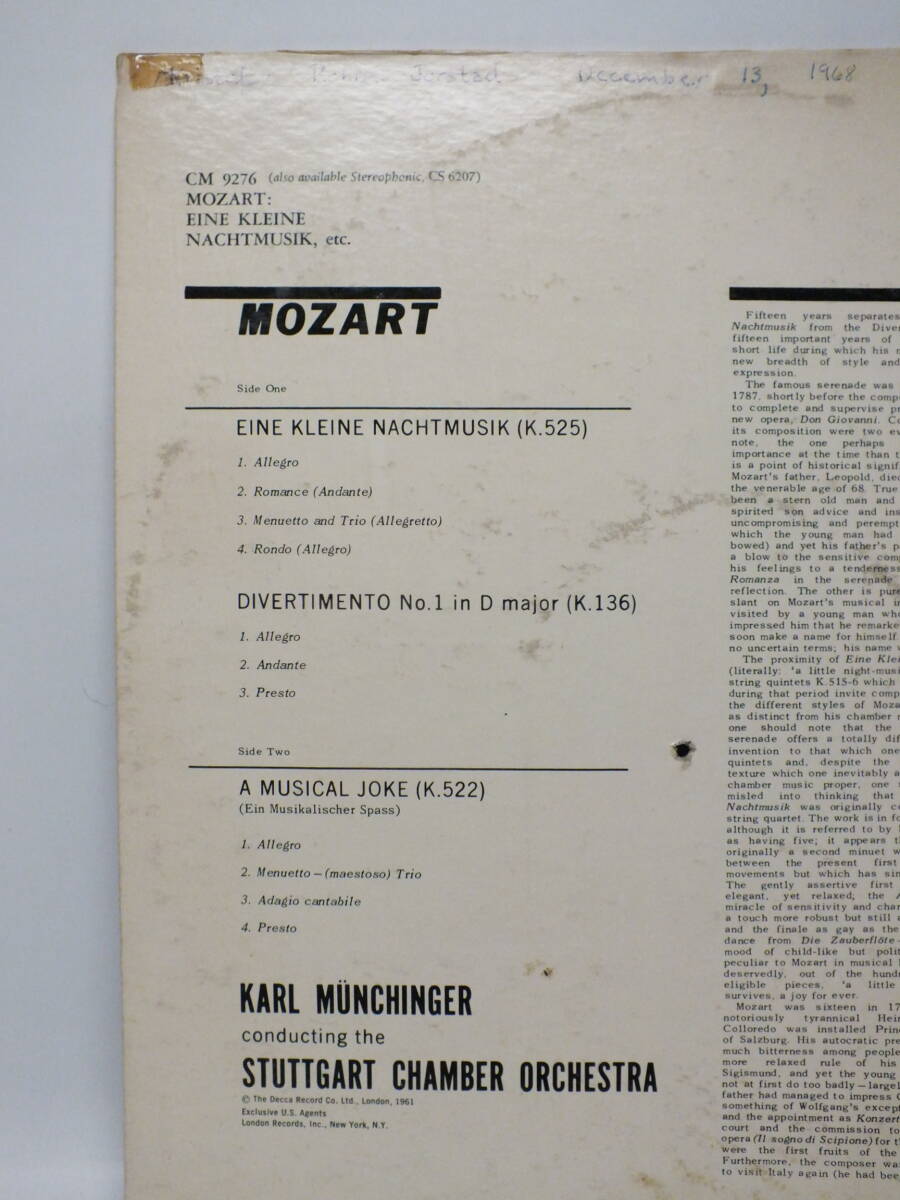 Jorstad December 13, 1968
CM 9276 (also available Stereophonic, CS 6207)
MOZART:
EINE KLEINE
NACHTMUSIK, etc.
MOZART
Side One
EINE KLEINE NACHTMUSIK (K.525)
1. Allegro
2. Romance (Andante)
3. Menuetto and Trio (Allegretto)
4. Rondo (Allegro)
DIVERTIMENTO No.1 in D major (K.136)
1. Allegro
2. Andante
3. Presto
Side Two
A MUSICAL JOKE (K.522)
(Ein Musikalischer Spass)
1. Allegro
2. Menuetto — (maestoso) Trio
3. Adagio cantabile
4. Presto
KARL MÜNCHINGER
conducting the
STUTTGART CHAMBER ORCHESTRA
© The Decca Record Co. Ltd., London, 1961
Exclusive U.S. Agents
London Records, Inc., New York, N.Y.
Fifteen years separates
Nachtmusik from the Dive
fifteen important years of
short life during which his
new breadth of style and
expression.
The famous serenade was
1787, shortly before the comp
to complete and supervise p
new opera, Don Giovanni. C
its composition were two ev
note, the one perhaps
importance at the time than t
is a point of historical signif
Mozart's father, Leopold, died
the venerable age of 68. True
been a stern old man and
spirited son advice and ins
uncompromising and perempt
which the young man had
bowed) and yet his father's p
a blow to the sensitive com
his feelings to a tenderness
Romanza in the serenade
reflection. The other is pure
slant on Mozart's musical i
visited by a young man who
impressed him that he remarke
soon make a name for himself
no uncertain terms; his name
The proximity of Eine Klei
(literally: 'a little night-musi
string quintets K.515-6 which
during that period invite comp
the different styles of Moza
as distinct from his chamber
one should note that the
serenade offers a totally dif
invention to that which one
quintets and, despite the
texture which one inevitably a
chamber music proper, one
misled into thinking that
Nachtmusik was originally c
string quartet. The work is in fo
although it is referred to by
as having five; it appears t
originally a second minuet w
between the present first
movements but which has sin
The gently assertive first
elegant, yet relaxed, the
miracle of sensitivity and char
a touch more robust but still
and the finale as gay as the
dance from Die Zauberflöte-
mood of child-like but polit
peculiar to Mozart in musical
deservedly, out of the hund
eligible pieces, 'a little
survives, a joy for ever.
Mozart was sixteen in 17
notoriously tyrannical Hei
Colloredo was installed Prin
of Salzburg. His autocratic pre
much bitterness among people
more relaxed rule of his
Sigismund, and yet the young
not at first do too badly — largel
father had managed to impress
something of Wolfgang's excep
and the appointment as Konzert
court and the commission to
opera (Il sogno di Scipione) for t
were the first fruits of the
Furthermore, the composer wa
to visit Italy again (he had bee